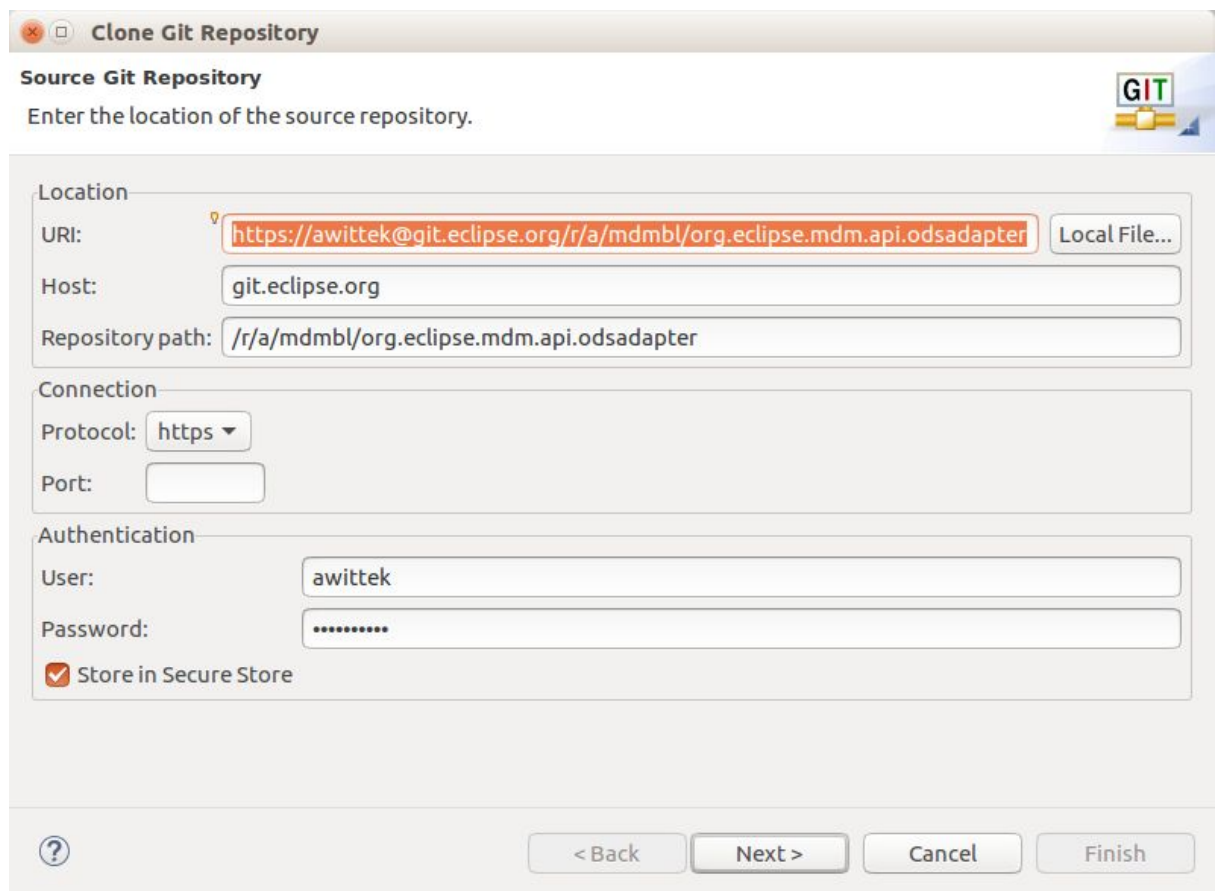 Clone Git Repository
Source Git Repository
Enter the location of the source repository.
GIT
Location
URI: https://awittek@git.eclipse.org/r/a/mdmbl/org.eclipse.mdm.api.odsadapter Local File...
Host: git.eclipse.org
Repository path: /r/a/mdmbl/org.eclipse.mdm.api.odsadapter
Connection
Protocol: https
Port:
Authentication
User: awittek
Password: ••••••••••
Store in Secure Store
? < Back Next > Cancel Finish